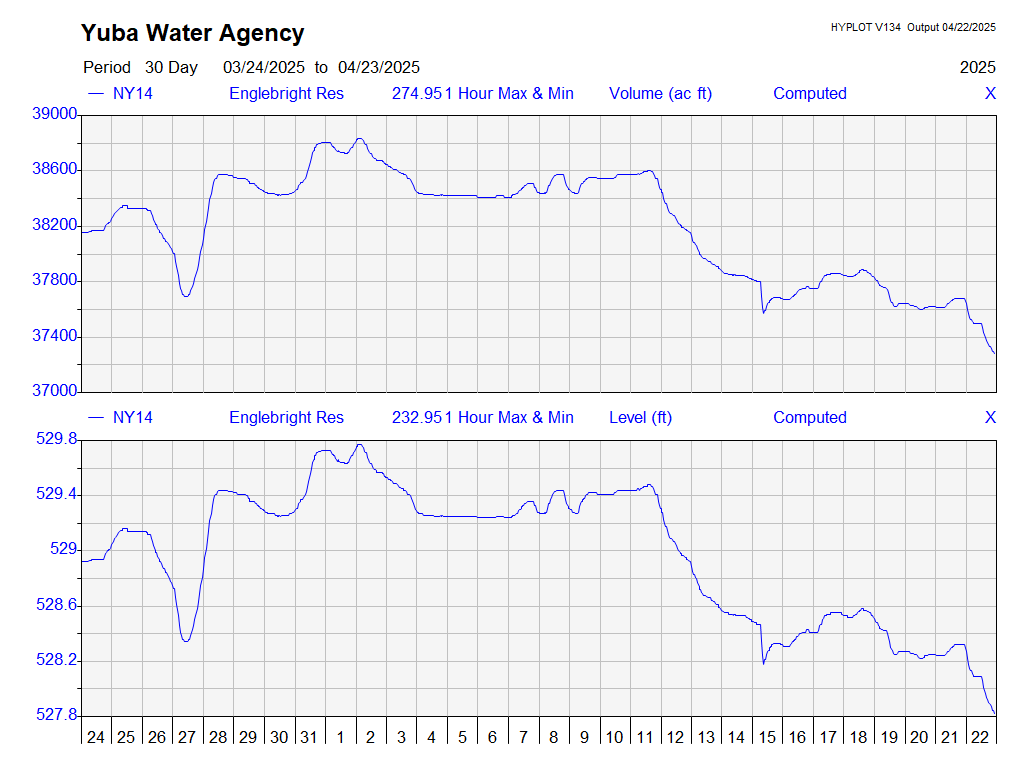 Yuba Water Agency
HYPLOT V134 Output 04/22/2025
Period 30 Day 03/24/2025 to 04/23/2025 2025
NY14 Englebright Res 274.951 Hour Max & Min Volume (ac ft) Computed X
39000
38600
38200
37800
37400
37000
NY14 Englebright Res 232.951 Hour Max & Min Level (ft) Computed X
529.8
529.4
529
528.6
528.2
527.8
24 25 26 27 28 29 30 31 1 2 3 4 5 6 7 8 9 10 11 12 13 14 15 16 17 18 19 20 21 22